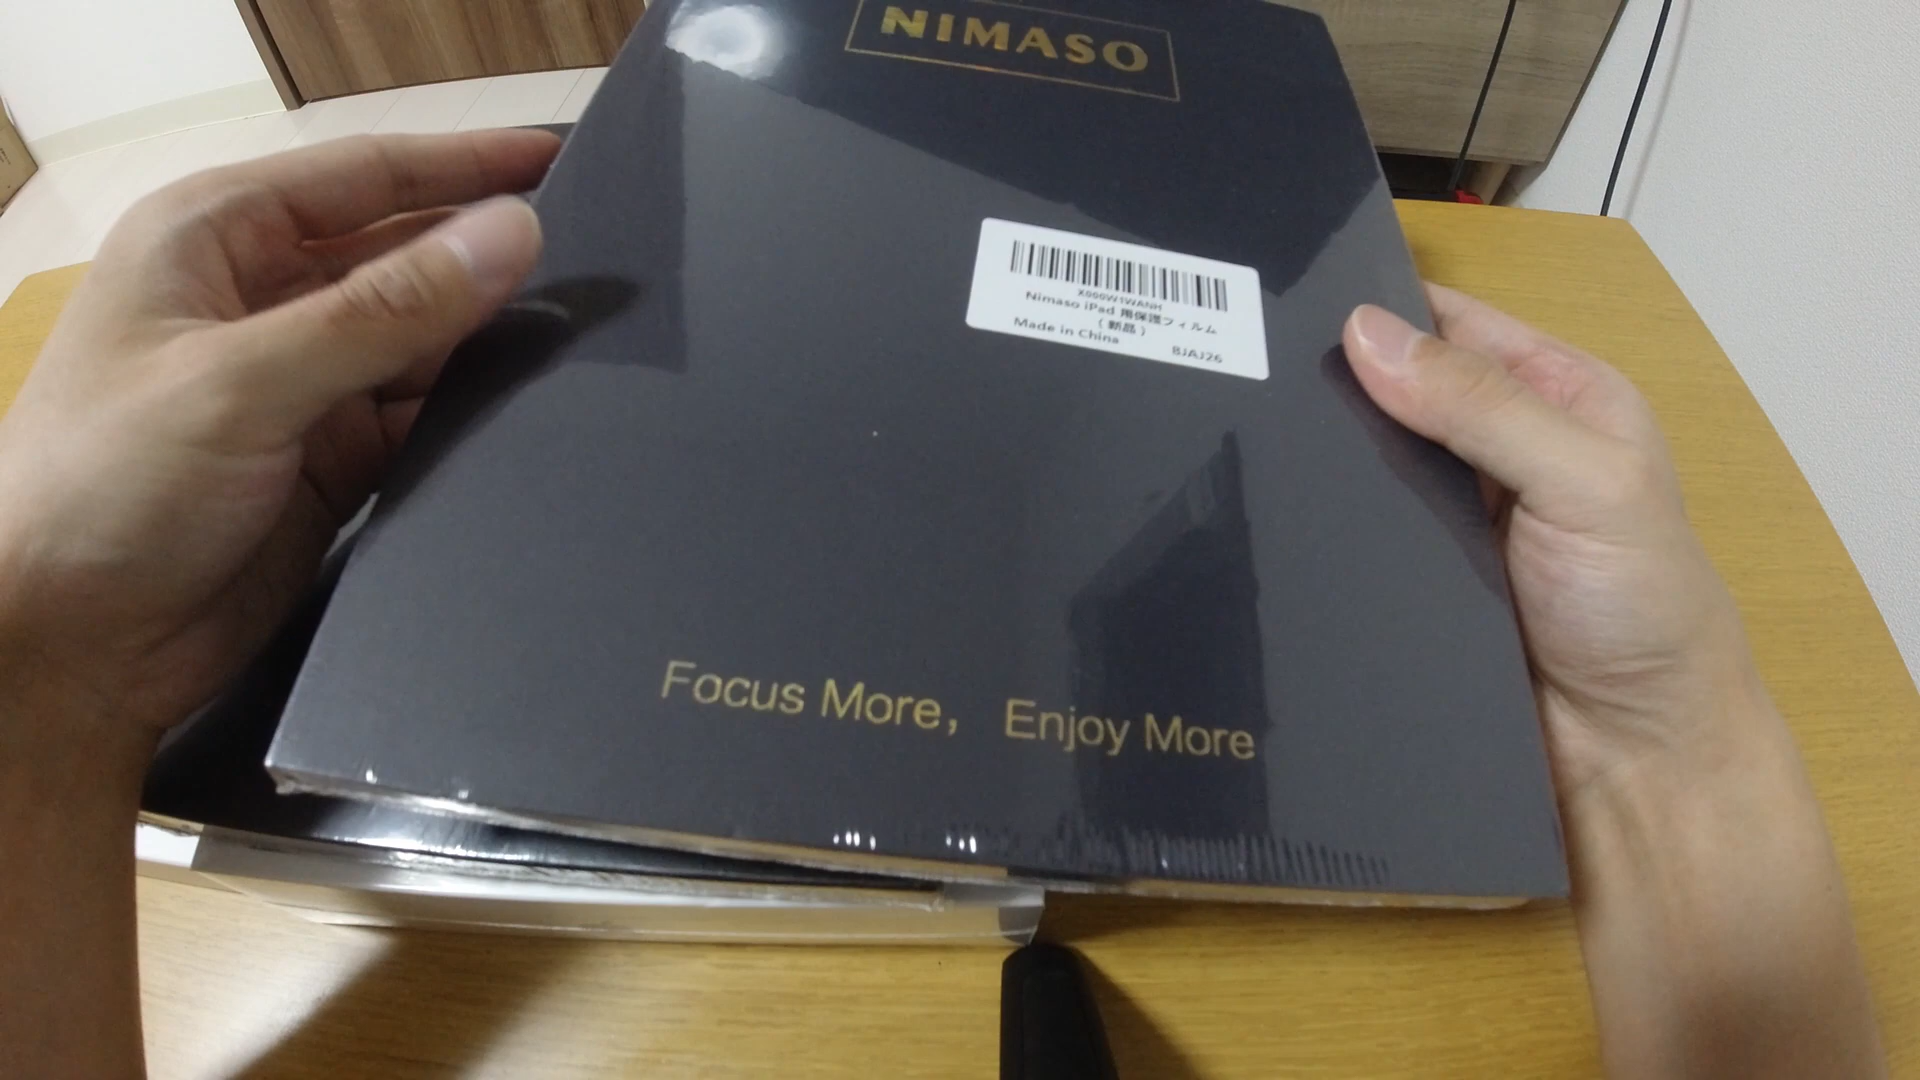 NIMASO
X000W1WANH
Nimaso iPad 用保護フィルム
（新品）
Made in China
BJAJ26
Focus More, Enjoy More